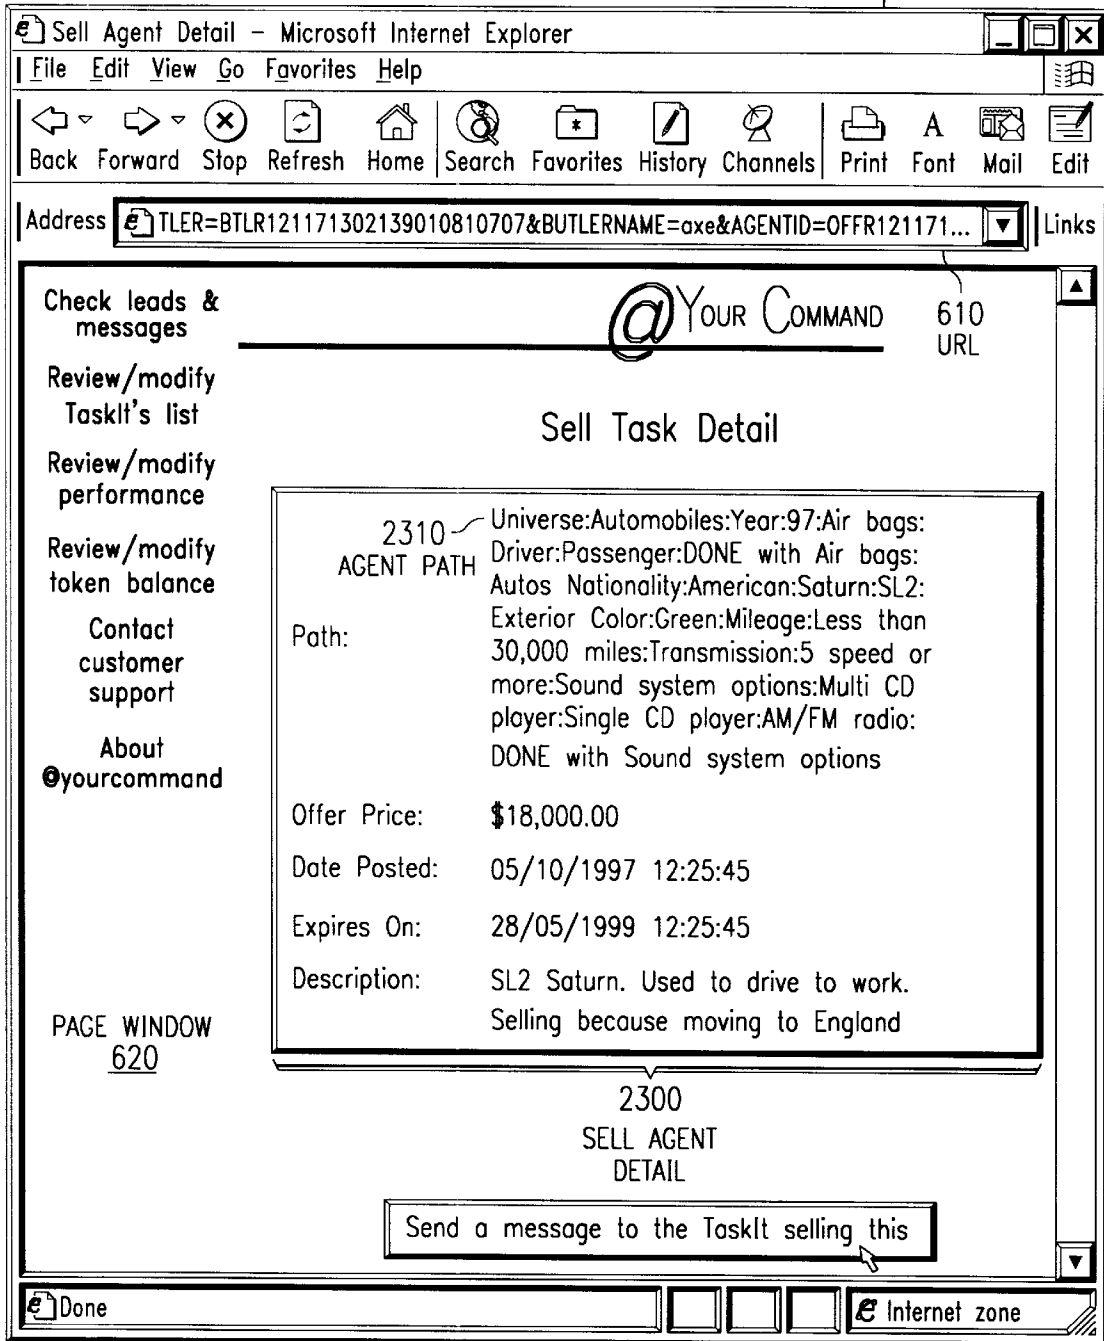 Sell Agent Detail – Microsoft Internet Explorer
File Edit View Go Favorites Help
Back Forward Stop Refresh Home Search Favorites History Channels Print Font Mail Edit
Address TLER=BTLR121171302139010810707&BUTLERNAME=axe&AGENTID=OFFR121171... Links
610
URL
@YOUR COMMAND
Check leads &
messages
Review/modify
TaskIt's list
Review/modify
performance
Review/modify
token balance
Contact
customer
support
About
@yourcommand
PAGE WINDOW
620
Sell Task Detail
2310
AGENT PATH
Path:
Universe:Automobiles:Year:97:Air bags:
Driver:Passenger:DONE with Air bags:
Autos Nationality:American:Saturn:SL2:
Exterior Color:Green:Mileage:Less than
30,000 miles:Transmission:5 speed or
more:Sound system options:Multi CD
player:Single CD player:AM/FM radio:
DONE with Sound system options
Offer Price: $18,000.00
Date Posted: 05/10/1997 12:25:45
Expires On: 28/05/1999 12:25:45
Description: SL2 Saturn. Used to drive to work.
Selling because moving to England
2300
SELL AGENT
DETAIL
Send a message to the TaskIt selling this
Done
Internet zone